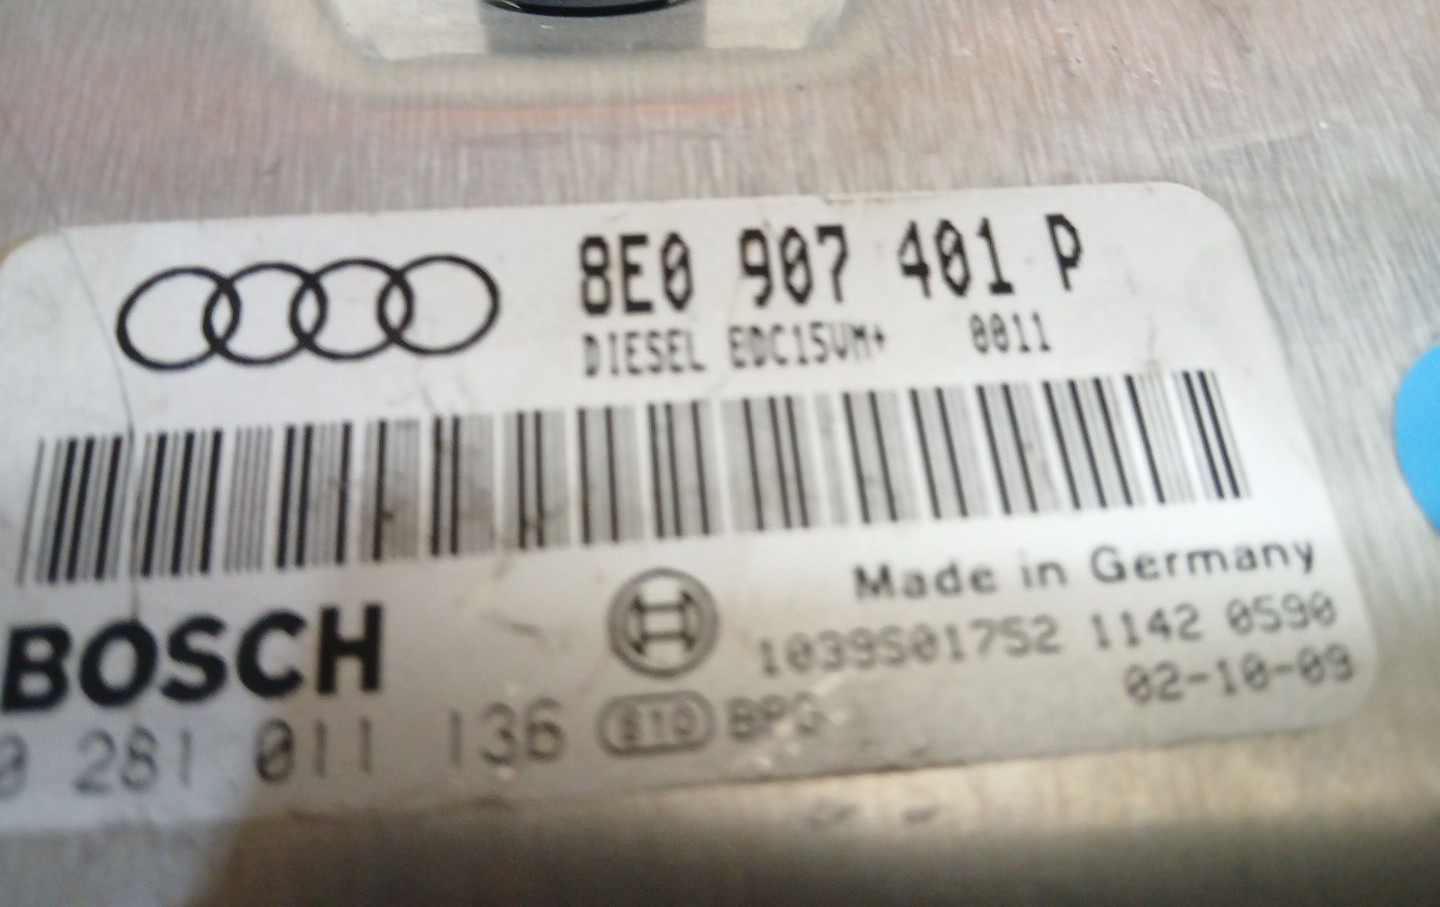 8E0 907 401 P
DIESEL EDC15VM+ 0011
BOSCH
Made in Germany
1039S01752 1142 0590
02-10-09
0 281 011 136